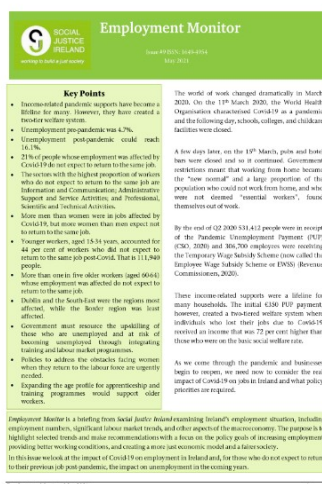 SOCIAL
JUSTICE
IRELAND
working to build a just society
Employment Monitor
Issue #9 ISSN: 1649-4954
May 2021
Key Points
• Income-related pandemic supports have become a
lifeline for many. However, they have created a
two-tier welfare system.
• Unemployment pre-pandemic was 4.7%.
• Unemployment post-pandemic could reach
16.1%.
• 21% of people whose employment was affected by
Covid-19 do not expect to return to the same job.
• The sectors with the highest proportion of workers
who do not expect to return to the same job are
Information and Communication; Administrative
Support and Service Activities; and Professional,
Scientific and Technical Activities.
• More men than women were in jobs affected by
Covid-19, but more women than men expect not
to return to the same job.
• Younger workers, aged 15-34 years, accounted for
44 per cent of workers who did not expect to
return to the same job post-Covid. That is 111,940
people.
• More than one in five older workers (aged 60-64)
whose employment was affected do not expect to
return to the same job.
• Dublin and the South-East were the regions most
affected, while the Border region was least
affected.
• Government must resource the upskilling of
those who are unemployed and at risk of
becoming unemployed through integrating
training and labour market programmes.
• Policies to address the obstacles facing women
when they return to the labour force are urgently
needed.
• Expanding the age profile for apprenticeship and
training programmes would support older
workers.
The world of work changed dramatically in March
2020. On the 11th March 2020, the World Health
Organisation characterised Covid-19 as a pandemic
and the following day, schools, colleges, and childcare
facilities were closed.
A few days later, on the 15th March, pubs and hote
bars were closed and so it continued. Government
restrictions meant that working from home became
the "new normal" and a large proportion of the
population who could not work from home, and who
were not deemed "essential workers", found
themselves out of work.
By the end of Q2 2020 531,412 people were in receipt
of the Pandemic Unemployment Payment (PUP)
(CSO, 2020) and 306,200 employees were receiving
the Temporary Wage Subsidy Scheme (now called the
Employee Wage Subsidy Scheme or EWSS) (Revenue
Commissioners, 2020).
These income-related supports were a lifeline to
many households. The initial €350 PUP payment
however, created a two-tiered welfare system where
individuals who lost their jobs due to Covid-19
received an income that was 72 per cent higher than
those who were on the basic social welfare rate.
As we come through the pandemic and businesses
begin to reopen, we need now to consider the real
impact of Covid-19 on jobs in Ireland and what policy
priorities are required.
Employment Monitor is a briefing from Social Justice Ireland examining Ireland's employment situation, including
employment numbers, significant labour market trends, and other aspects of the macroeconomy. The purpose is to
highlight selected trends and make recommendations with a focus on the policy goals of increasing employment
providing better working conditions, and creating a more just economic model and a fairer society.
In this issue we look at the impact of Covid-19 on employment in Ireland and, for those who do not expect to return
to their previous job post-pandemic, the impact on unemployment in the coming years.